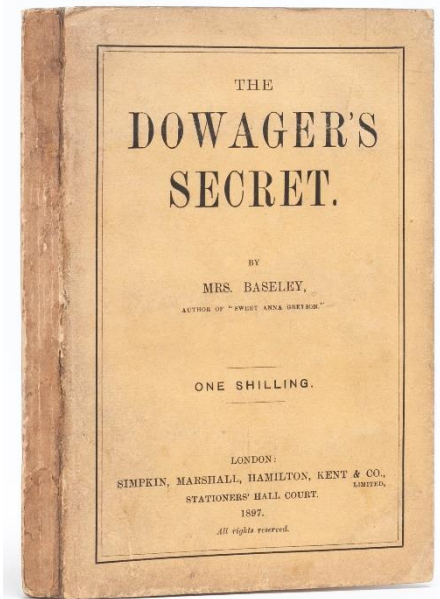 THE
DOWAGER'S
SECRET.
BY
MRS. BASELEY,
AUTHOR OF "SWEET ANNA GREYSON."
ONE SHILLING.
LONDON:
SIMPKIN, MARSHALL, HAMILTON, KENT & CO.,
LIMITED,
STATIONERS' HALL COURT.
1897.
All rights reserved.